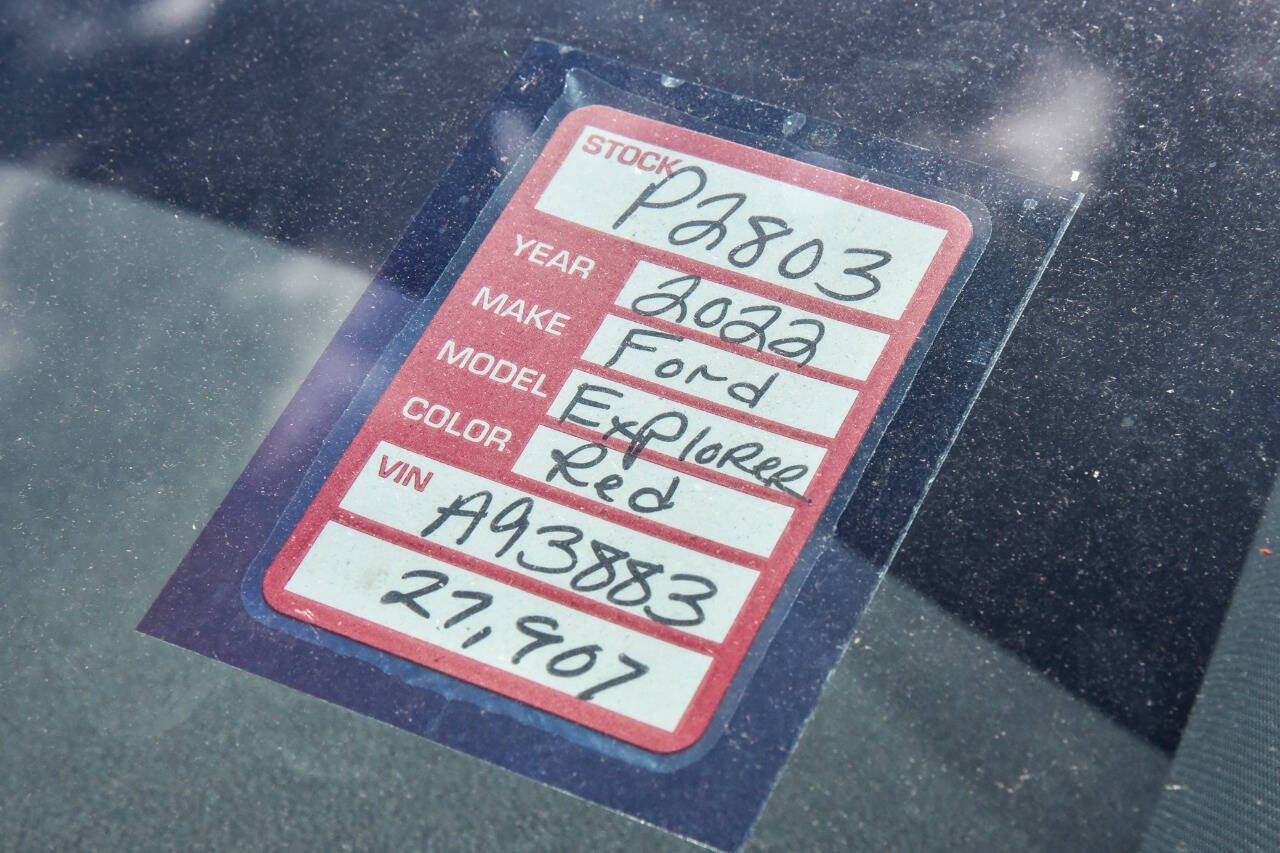 STOCK P2803
YEAR 2022
MAKE Ford
MODEL ExPloRER
COLOR Red
VIN A93883
27,907